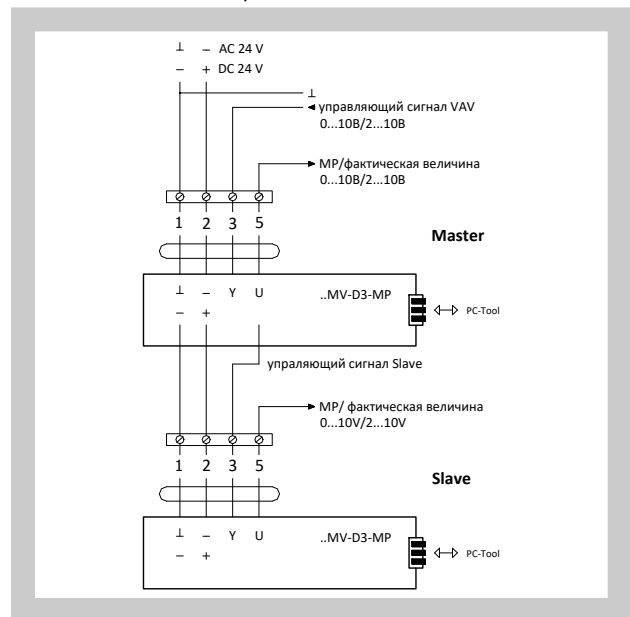 ⊥ – AC 24 V
– + DC 24 V
⊥
управляющий сигнал VAV
0...10В/2...10В
МР/фактическая величина
0...10В/2...10В
1 2 3 5
Master
⊥ – Y U ..MV-D3-MP
– +
PC-Tool
упраляющий сигнал Slave
МР/ фактическая величина
0...10V/2...10V
1 2 3 5
Slave
⊥ – Y U ..MV-D3-MP
– +
PC-Tool